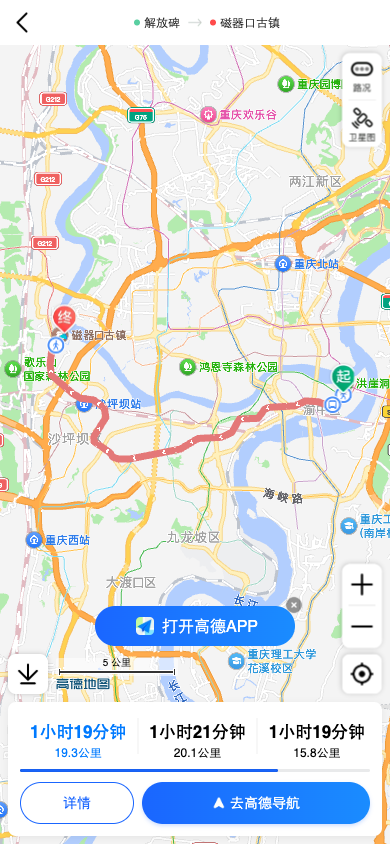 解放碑 磁器口古镇
重庆园博
G212
G76
重庆欢乐谷
路况
卫星图
G212
两江新区
G212
重庆北站
终
磁器口古镇
歌乐山
国家森林公园
鸿恩寺森林公园
起
洪崖洞
沙坪坝站
渝中
沙坪坝
海峡路
重庆工
(南岸校
重庆西站
九龙坡区
大渡口区
长江
打开高德APP
重庆理工大学
花溪校区
5 公里
高德地图
长江
1小时19分钟 1小时21分钟 1小时19分钟
19.3公里 20.1公里 15.8公里
详情 去高德导航